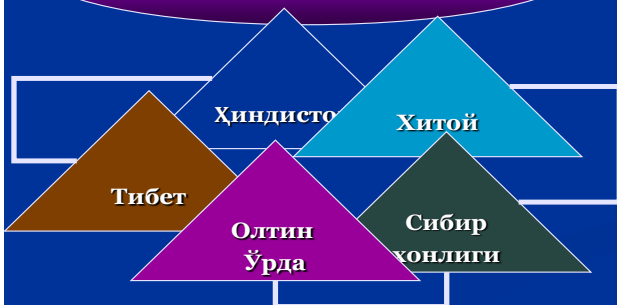 Ҳиндисто
Хитой
Тибет
Олтин
Ўрда
Сибир
хонлиги